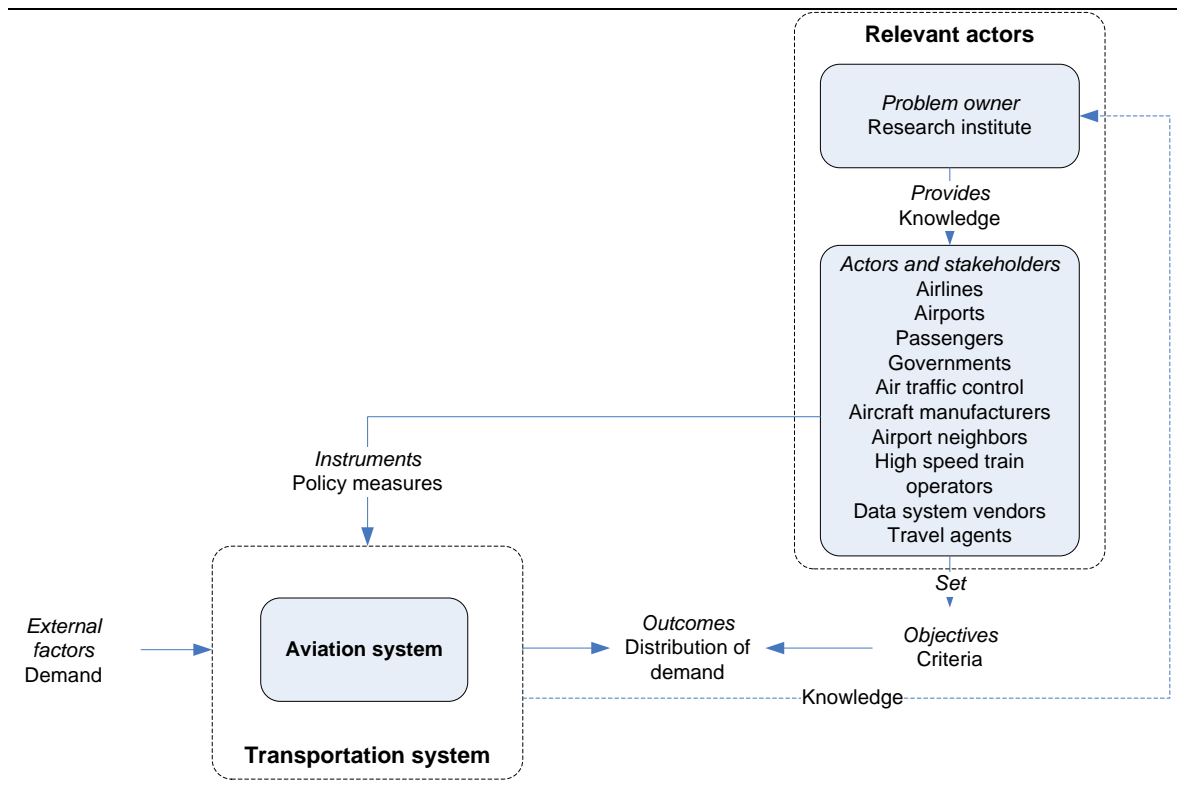 Relevant actors
Problem owner
Research institute
Provides
Knowledge
Actors and stakeholders
Airlines
Airports
Passengers
Governments
Air traffic control
Aircraft manufacturers
Airport neighbors
High speed train
operators
Data system vendors
Travel agents
Instruments
Policy measures
Set
Objectives
Criteria
External
factors
Demand
Aviation system
Transportation system
Outcomes
Distribution of
demand
Knowledge